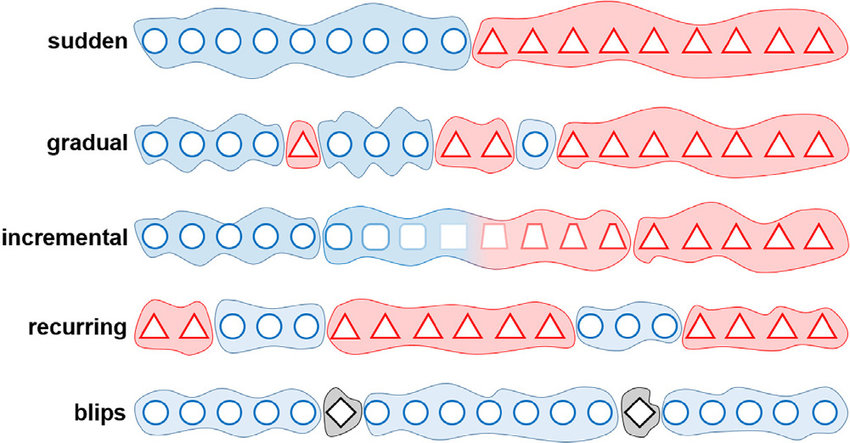 sudden
gradual
incremental
recurring
blips